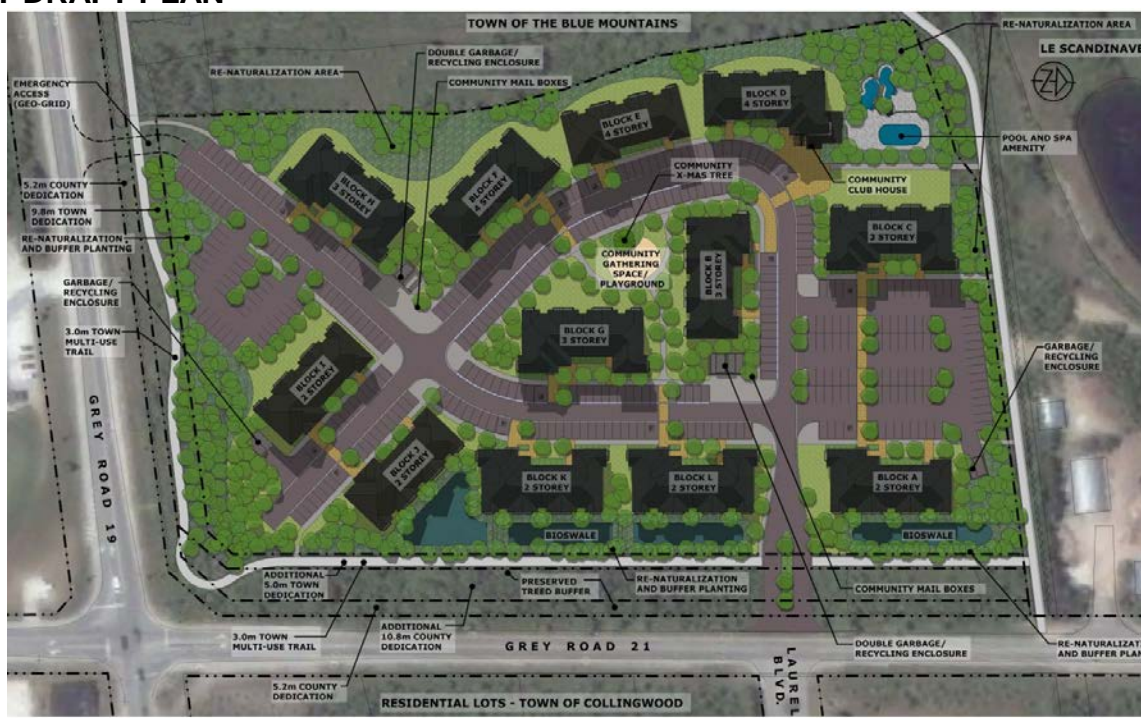 DRAFT PLAN
TOWN OF THE BLUE MOUNTAINS
RE-NATURALIZATION AREA
LE SCANDINAVE
DOUBLE GARBAGE/
RECYCLING ENCLOSURE
COMMUNITY MAIL BOXES
RE-NATURALIZATION AREA
EMERGENCY
ACCESS
(GEO-GRID)
POOL AND SPA
AMENITY
BLOCK D
4 STOREY
BLOCK E
4 STOREY
BLOCK F
4 STOREY
BLOCK H
3 STOREY
COMMUNITY
X-MAS TREE
COMMUNITY
CLUB HOUSE
5.2m COUNTY
DEDICATION
9.8m TOWN
DEDICATION
RE-NATURALIZATION
AND BUFFER PLANTING
BLOCK C
2 STOREY
BLOCK B
3 STOREY
COMMUNITY
GATHERING
SPACE/
PLAYGROUND
GARBAGE/
RECYCLING
ENCLOSURE
3.0m TOWN
MULTI-USE
TRAIL
BLOCK G
3 STOREY
GARBAGE/
RECYCLING
ENCLOSURE
BLOCK I
2 STOREY
BLOCK J
2 STOREY
BLOCK K
2 STOREY
BLOCK L
2 STOREY
BLOCK A
2 STOREY
BIOSWALE
BIOSWALE
GREY ROAD 19
ADDITIONAL
5.0m TOWN
DEDICATION
PRESERVED
TREED BUFFER
RE-NATURALIZATION
AND BUFFER PLANTING
COMMUNITY MAIL BOXES
3.0m TOWN
MULTI-USE TRAIL
ADDITIONAL
10.8m COUNTY
DEDICATION
GREY ROAD 21
DOUBLE GARBAGE/
RECYCLING ENCLOSURE
RE-NATURALIZAT
AND BUFFER PLAN
LAUREL
BLVD.
5.2m COUNTY
DEDICATION
RESIDENTIAL LOTS - TOWN OF COLLINGWOOD